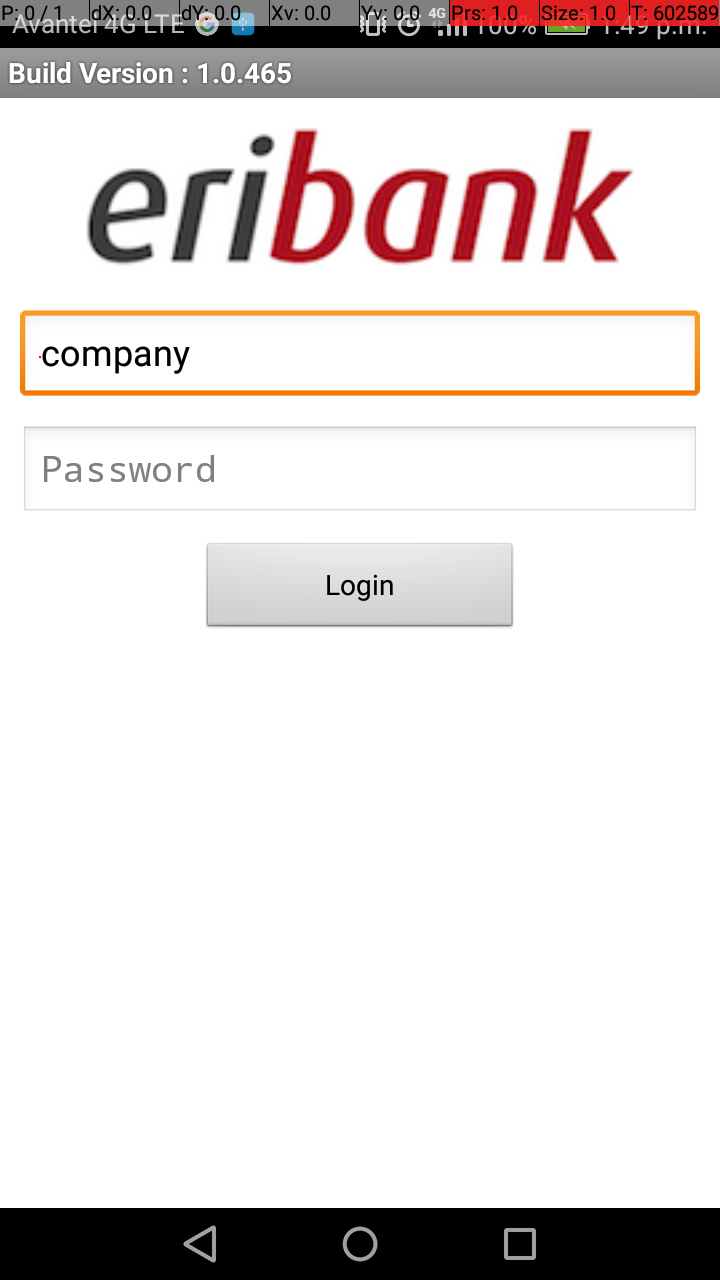 P: 0 / 1 dX: 0.0 dY: 0.0 Xv: 0.0 Yv: 0.0 Prs: 1.0 Size: 1.0 T: 602589
Avantel 4G LTE 4G 100% 1:49 p.m.
Build Version : 1.0.465
eribank
company
Password
Login